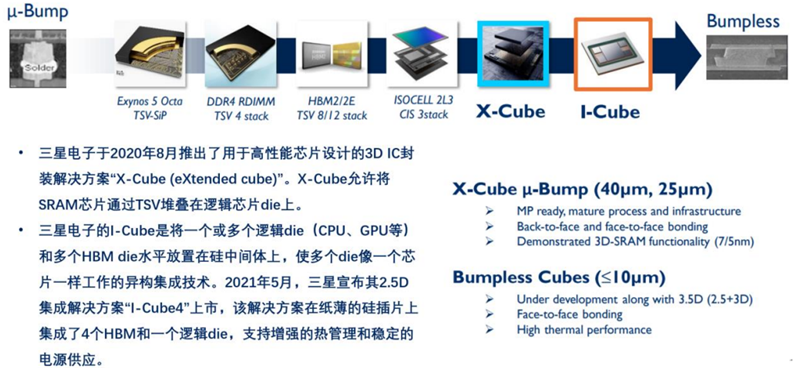 μ-Bump
Bumpless
Solder
Exynos 5 Octa
TSV-SiP
DDR4 RDIMM
TSV 4 stack
HBM2/2E
TSV 8/12 stack
ISOCELL 2L3
CIS 3stack
X-Cube
I-Cube
• 三星电子于2020年8月推出了用于高性能芯片设计的3D IC封
装解决方案“X-Cube (eXtended cube)”。X-Cube允许将
SRAM芯片通过TSV堆叠在逻辑芯片die上。
• 三星电子的I-Cube是将一个或多个逻辑die（CPU、GPU等）
和多个HBM die水平放置在硅中间体上，使多个die像一个芯
片一样工作的异构集成技术。2021年5月，三星宣布其2.5D
集成解决方案“I-Cube4”上市，该解决方案在纸薄的硅插片上
集成了4个HBM和一个逻辑die，支持增强的热管理和稳定的
电源供应。
X-Cube μ-Bump (40μm, 25μm)
➢ MP ready, mature process and infrastructure
➢ Back-to-face and face-to-face bonding
➢ Demonstrated 3D-SRAM functionality (7/5nm)
Bumpless Cubes (≤10μm)
➢ Under development along with 3.5D (2.5+3D)
➢ Face-to-face bonding
➢ High thermal performance